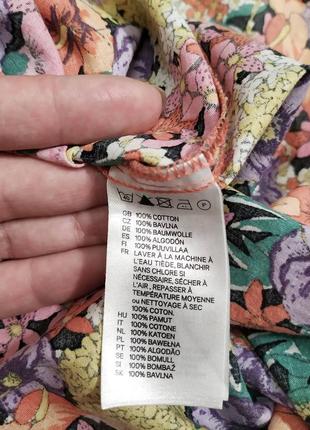 GB 100% COTTON
CZ 100% BAVLNA
DE 100% BAUMWOLLE
ES 100% ALGODÓN
FI 100% PUUVILLAA
FR LAVER À LA MACHINE À
L'EAU TIÈDE, BLANCHIR
SANS CHLORE SI
NÉCESSAIRE, SÉCHER À
L'AIR, REPASSER À
TEMPÉRATURE MOYENNE
ou NETTOYAGE À SEC
100% COTON.
HU 100% PAMUT
IT 100% COTONE
NL 100% KATOEN
PL 100% BAWEŁNA
PT 100% ALGODÃO
SE 100% BOMULL
SI 100% BOMBAŽ
SK 100% BAVLNA